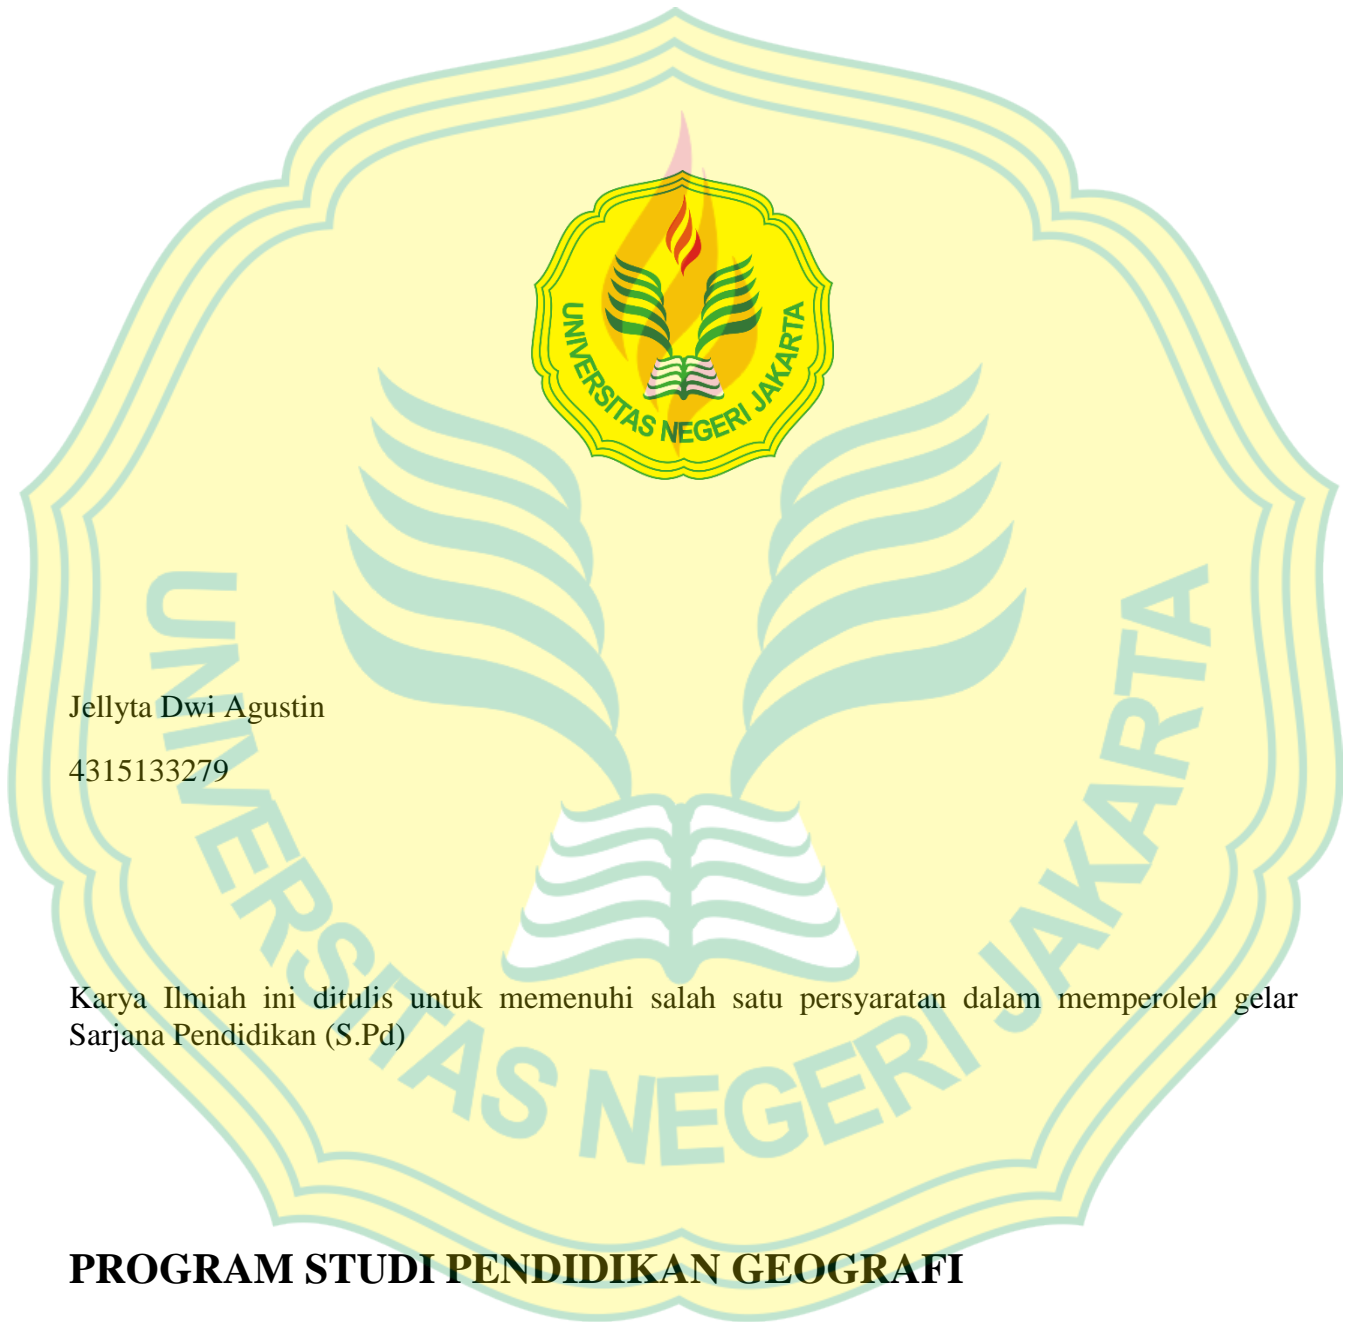 UNIVERSITAS NEGERI JAKARTA
Jellyta Dwi Agustin
4315133279
Karya Ilmiah ini ditulis untuk memenuhi salah satu persyaratan dalam memperoleh gelar
Sarjana Pendidikan (S.Pd)
UNIVERSITAS NEGERI JAKARTA
PROGRAM STUDI PENDIDIKAN GEOGRAFI